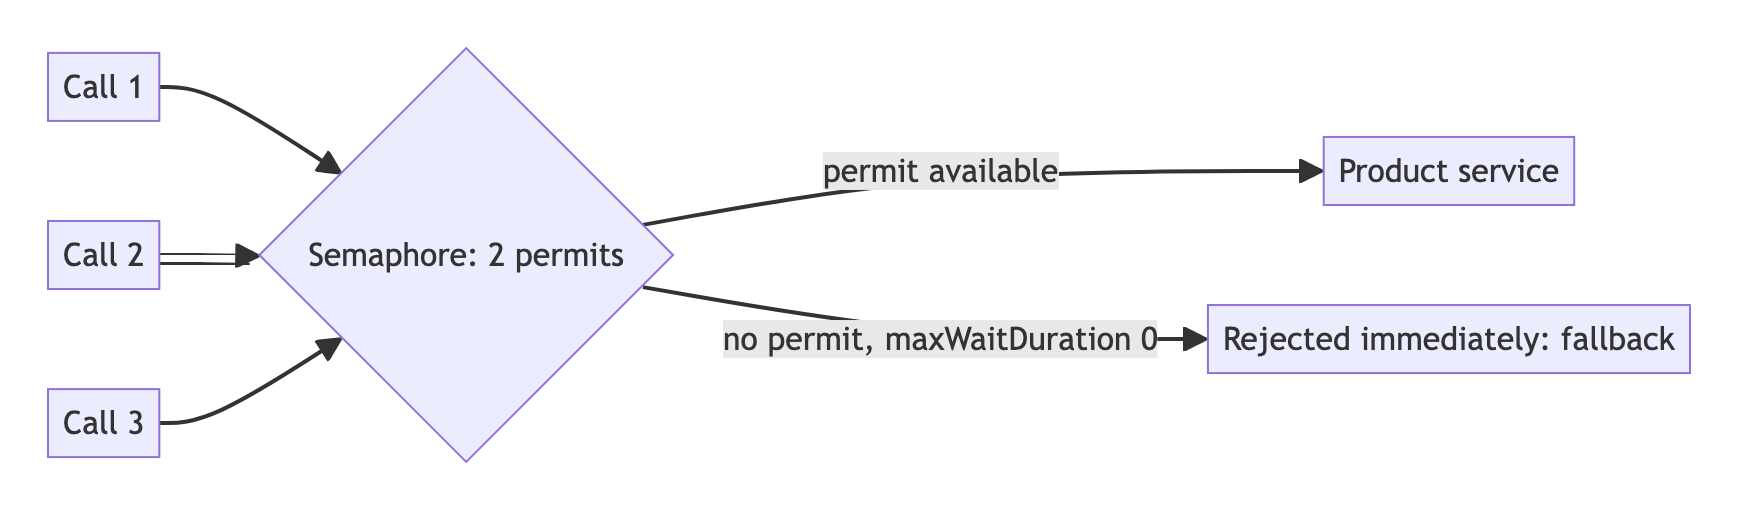 Call 1
Call 2
Call 3
Semaphore: 2 permits
permit available
no permit, maxWaitDuration 0
Product service
Rejected immediately: fallback